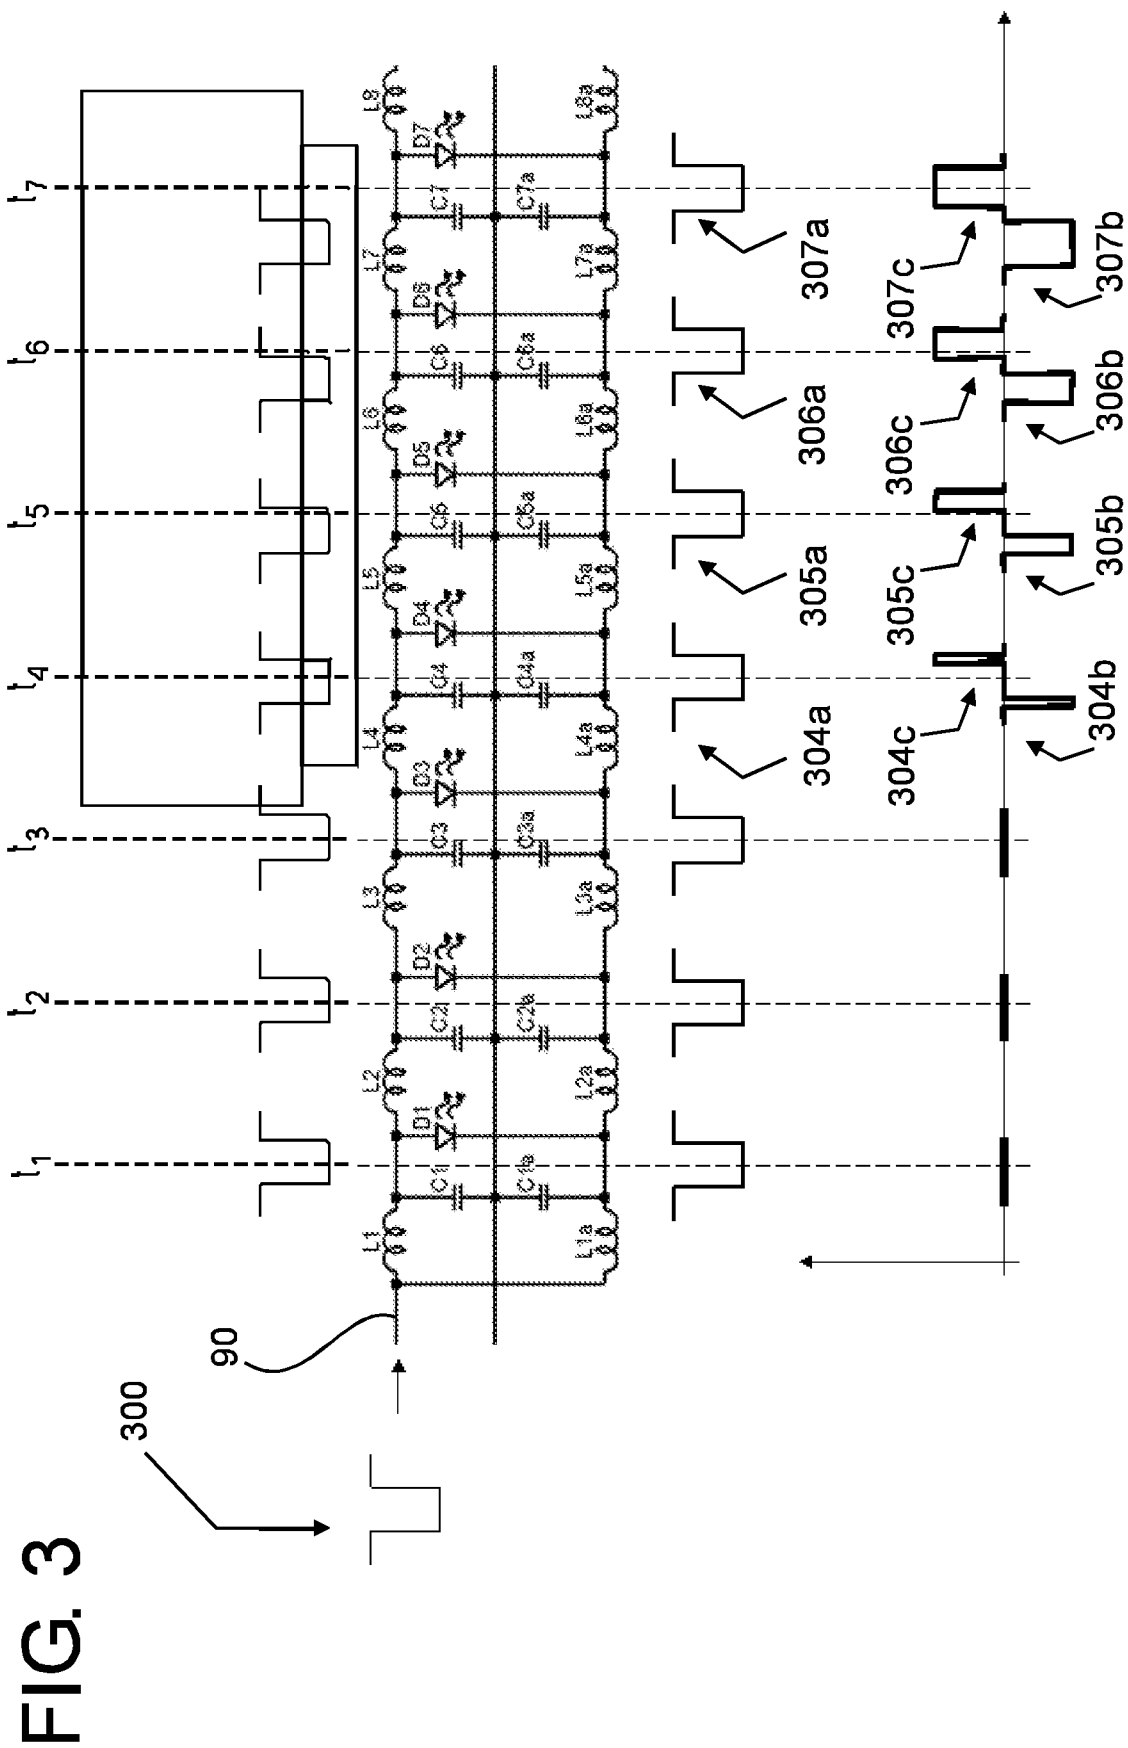 FIG. 3
300
90
t1 t2 t3 t4 t5 t6 t7
L1 L2 L3 L4 L5 L6 L7 L8
D1 D2 D3 D4 D5 D6 D7
C1 C2 C3 C4 C5 C6 C7
C1a C2a C3a C4a C5a C6a C7a
L1a L2a L3a L4a L5a L6a L7a L8a
304a 305a 306a 307a
304c 305c 306c 307c
304b 305b 306b 307b